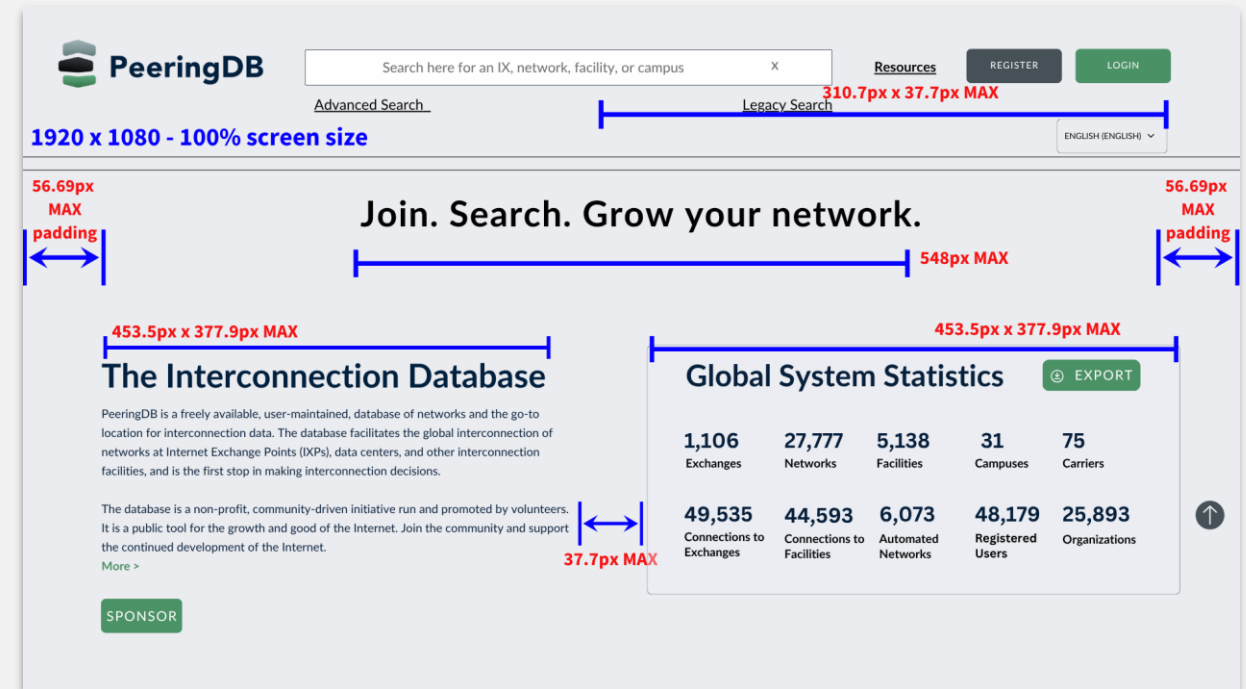 PeeringDB
Search here for an IX, network, facility, or campus X
Resources
REGISTER
LOGIN
Advanced Search
Legacy Search
310.7px x 37.7px MAX
1920 x 1080 - 100% screen size
ENGLISH (ENGLISH)
56.69px
MAX
padding
Join. Search. Grow your network.
56.69px
MAX
padding
548px MAX
453.5px x 377.9px MAX
The Interconnection Database
PeeringDB is a freely available, user-maintained, database of networks and the go-to
location for interconnection data. The database facilitates the global interconnection of
networks at Internet Exchange Points (IXPs), data centers, and other interconnection
facilities, and is the first stop in making interconnection decisions.
The database is a non-profit, community-driven initiative run and promoted by volunteers.
It is a public tool for the growth and good of the Internet. Join the community and support
the continued development of the Internet.
More >
SPONSOR
37.7px MAX
453.5px x 377.9px MAX
Global System Statistics
EXPORT
1,106 27,777 5,138 31 75
Exchanges Networks Facilities Campuses Carriers
49,535 44,593 6,073 48,179 25,893
Connections to Connections to Automated Registered Organizations
Exchanges Facilities Networks Users